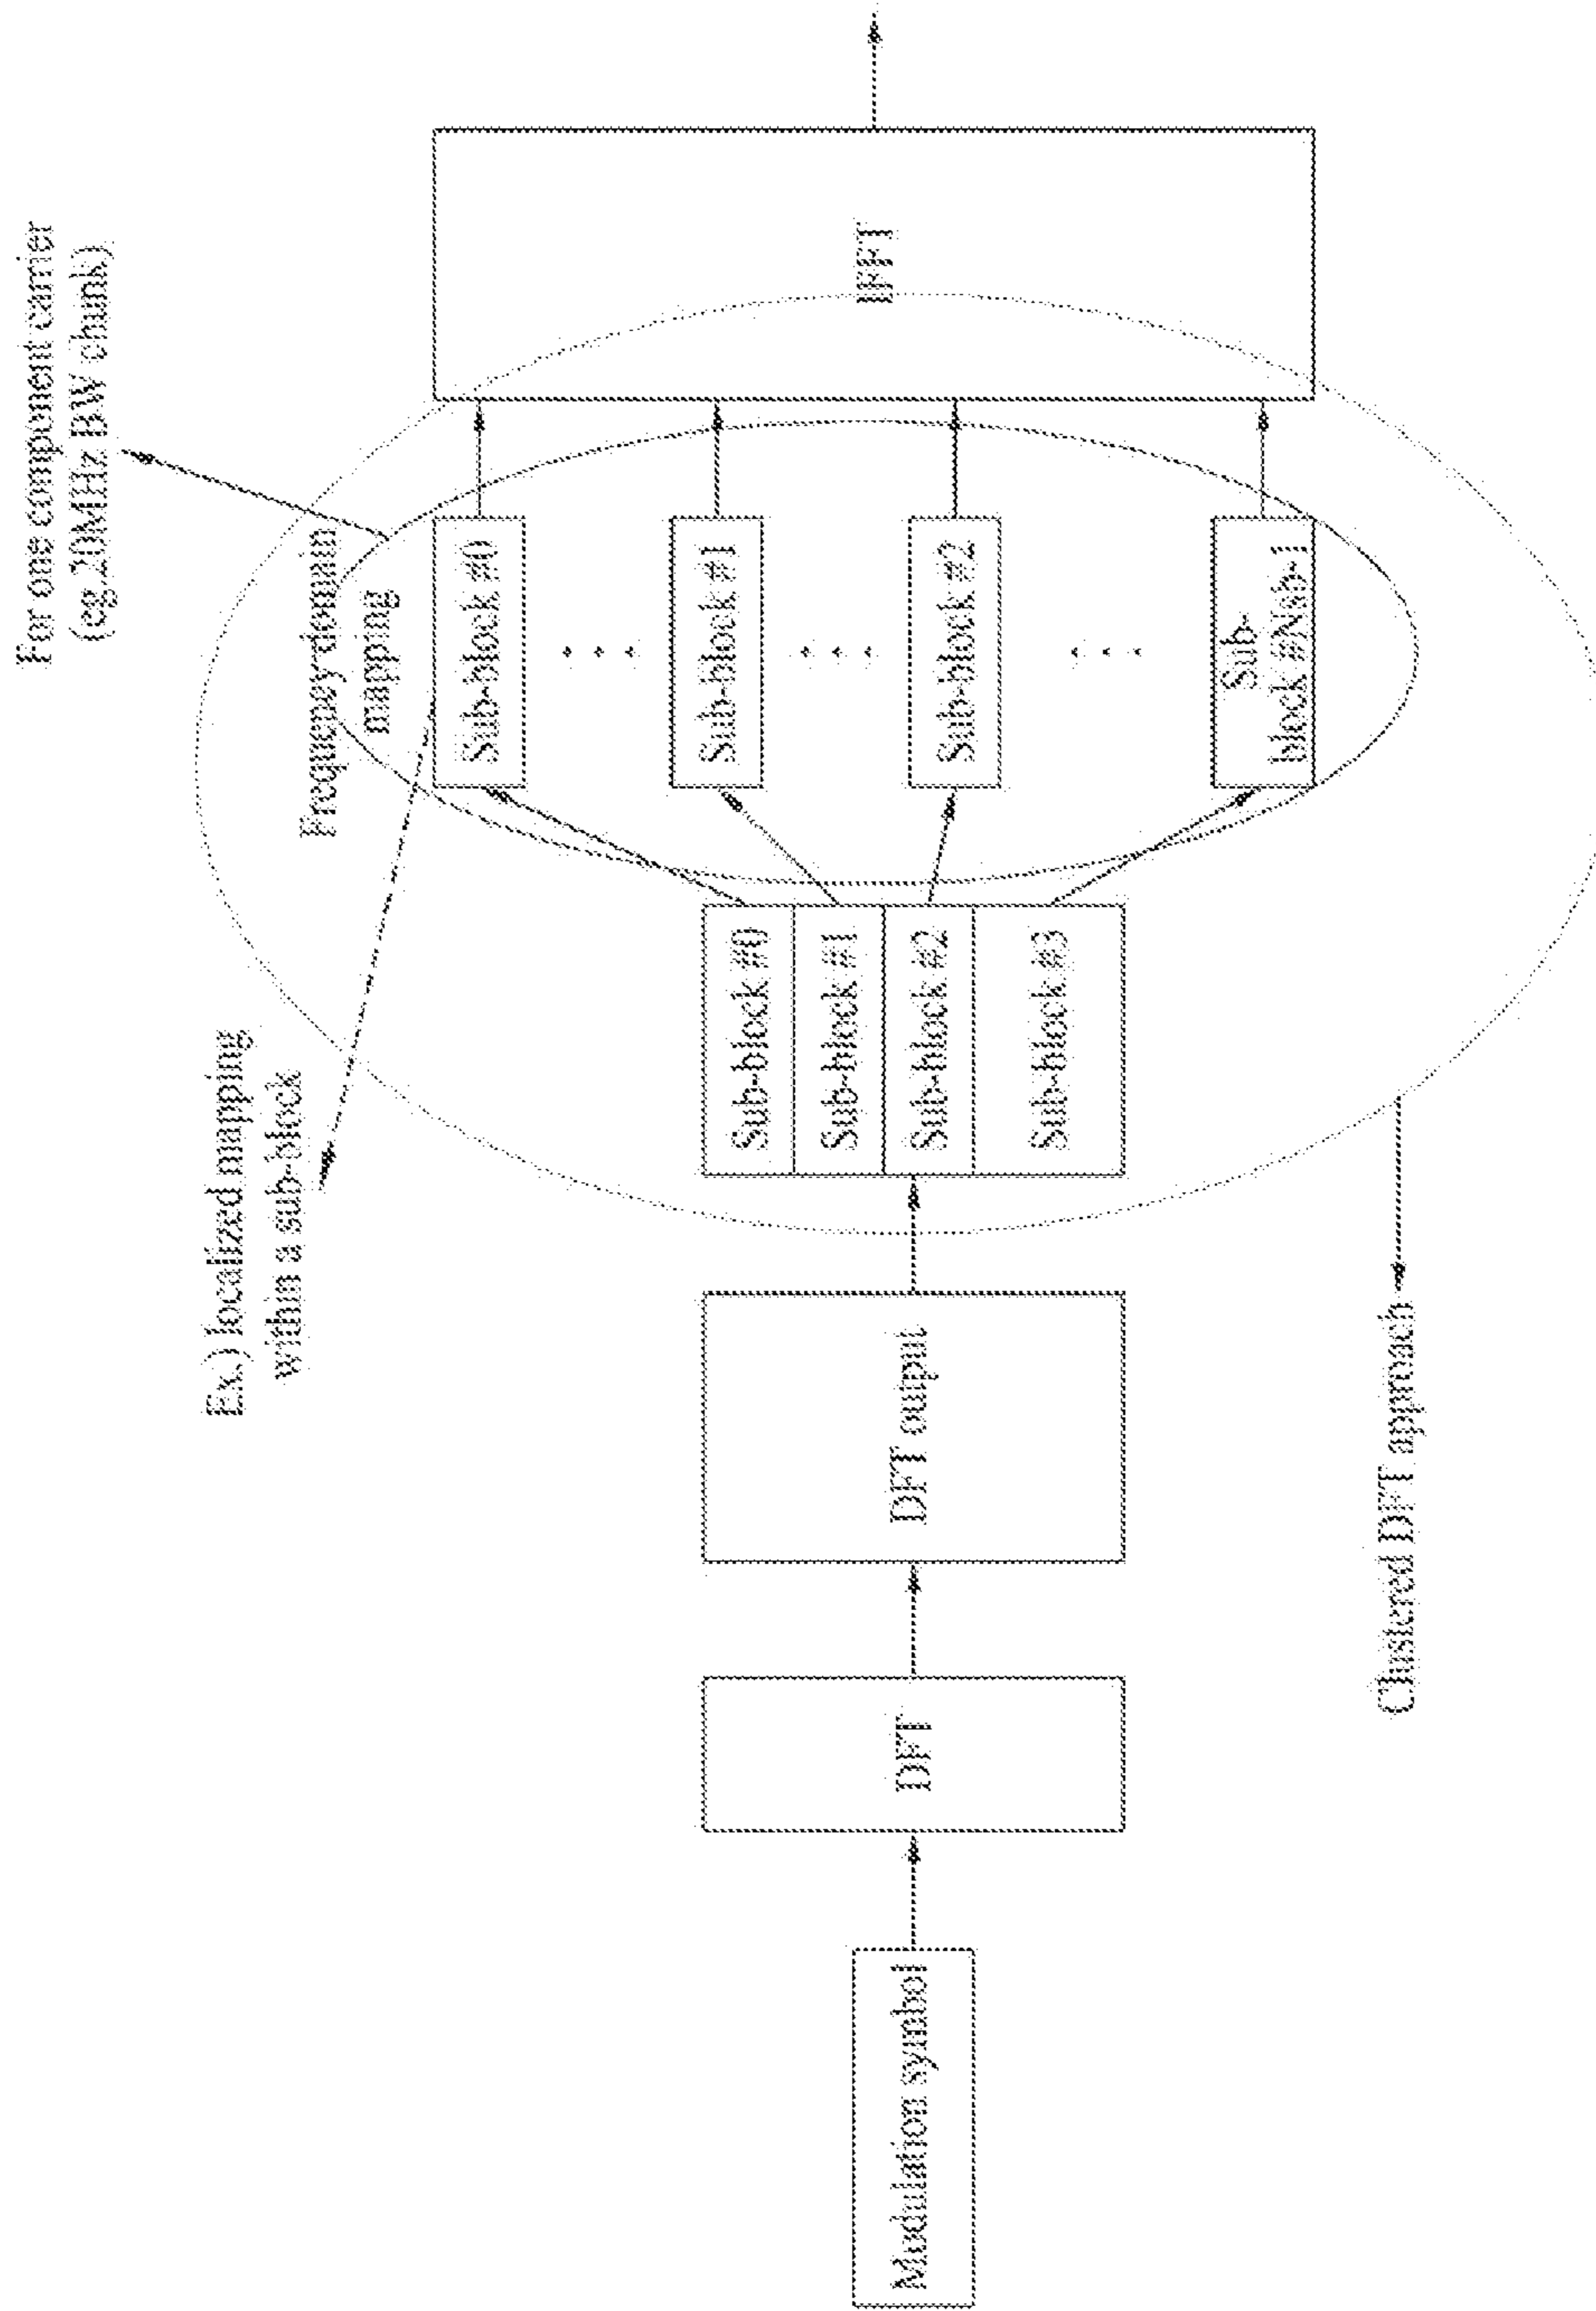 For one component carrier
(eg.20MHz BW chunk)
Ex.) localized mapping
within a sub-block
Frequency domain
mapping
Modulation symbol
DFT
DFT output
Sub-block #0
Sub-block #1
Sub-block #2
Sub-block #3
Sub-block #0
Sub-block #1
Sub-block #2
Sub-
block #Nsb-1
IFFT
Clustered DFT approach